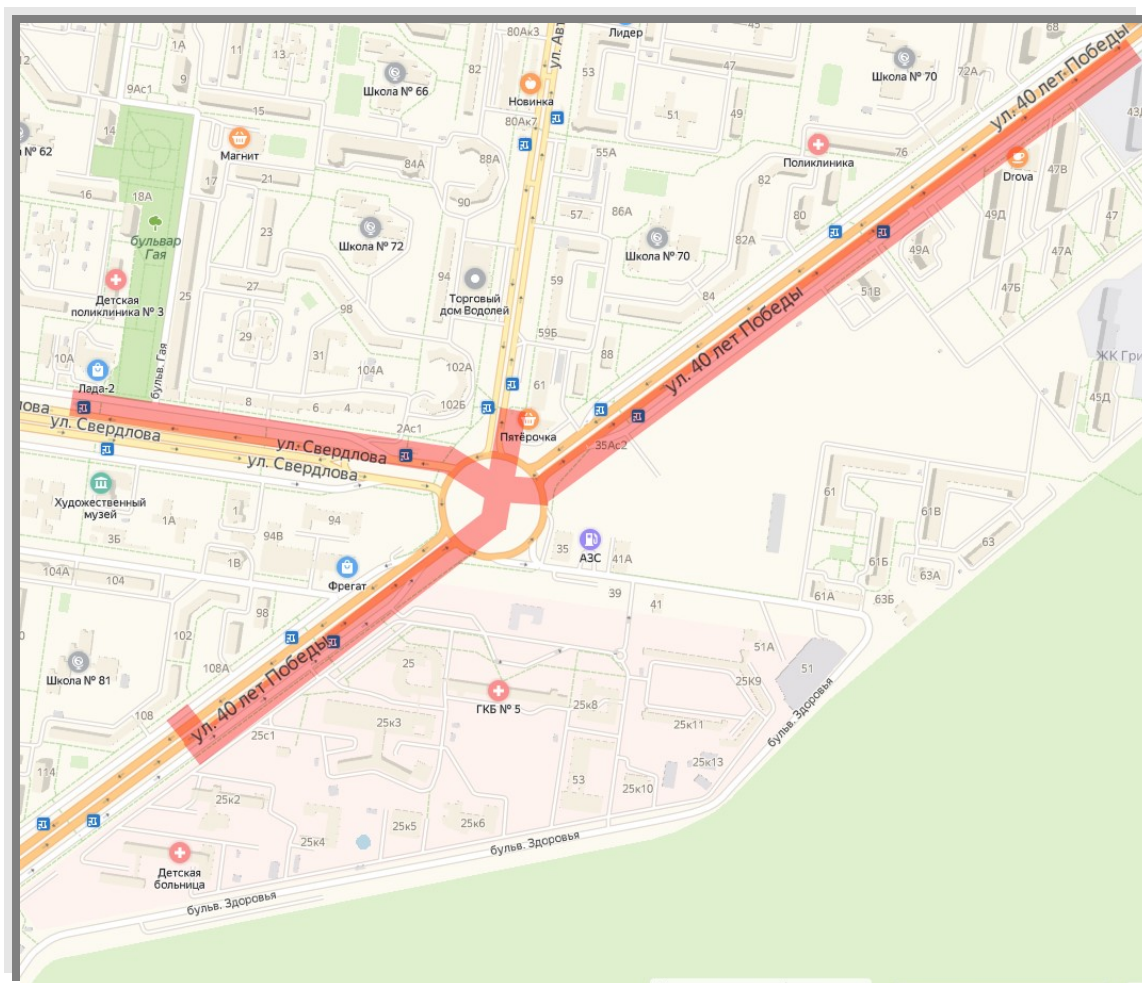 80Ак3
Лидер
68
1А
11
13
82
ул. Авт
53
47
Школа № 70
72А
ул. 40 лет Победы
9
Школа № 66
9Ас1
Новинка
15
80Ак7
51
49
43Д
14
№ 62
Магнит
Поликлиника
76
Drova
47В
84А
88А
55А
17
21
82
16
18А
90
57
86А
80
49Д
47
бульвар
Гая
23
Школа № 72
Школа № 70
82А
49А
47А
94
59
Детская
поликлиника № 3
25
27
Торговый
дом Водолей
84
51В
47Б
98
29
59Б
ул. 40 лет Победы
10А
31
88
ЖК Гри
бульв. Гая
104А
102А
61
Лада-2
8
6
4
102Б
45Д
лова
ул. Свердлова
2Ас1
Пятёрочка
ул. Свердлова
35Ас2
ул. Свердлова
Художественный
музей
1А
1
94
61
61В
3Б
94В
35
АЗС
41А
63
1В
61Б
104А
104
Фрегат
63А
39
61А
63Б
98
41
102
ул. 40 лет Победы
51А
108А
25
51
Школа № 81
ГКБ № 5
25к9
25к8
108
25к3
25к11
25с1
бульв. Здоровья
25к13
114
53
25к10
25к2
25к5
25к6
25к4
бульв. Здоровья
Детская
больница
бульв. Здоровья